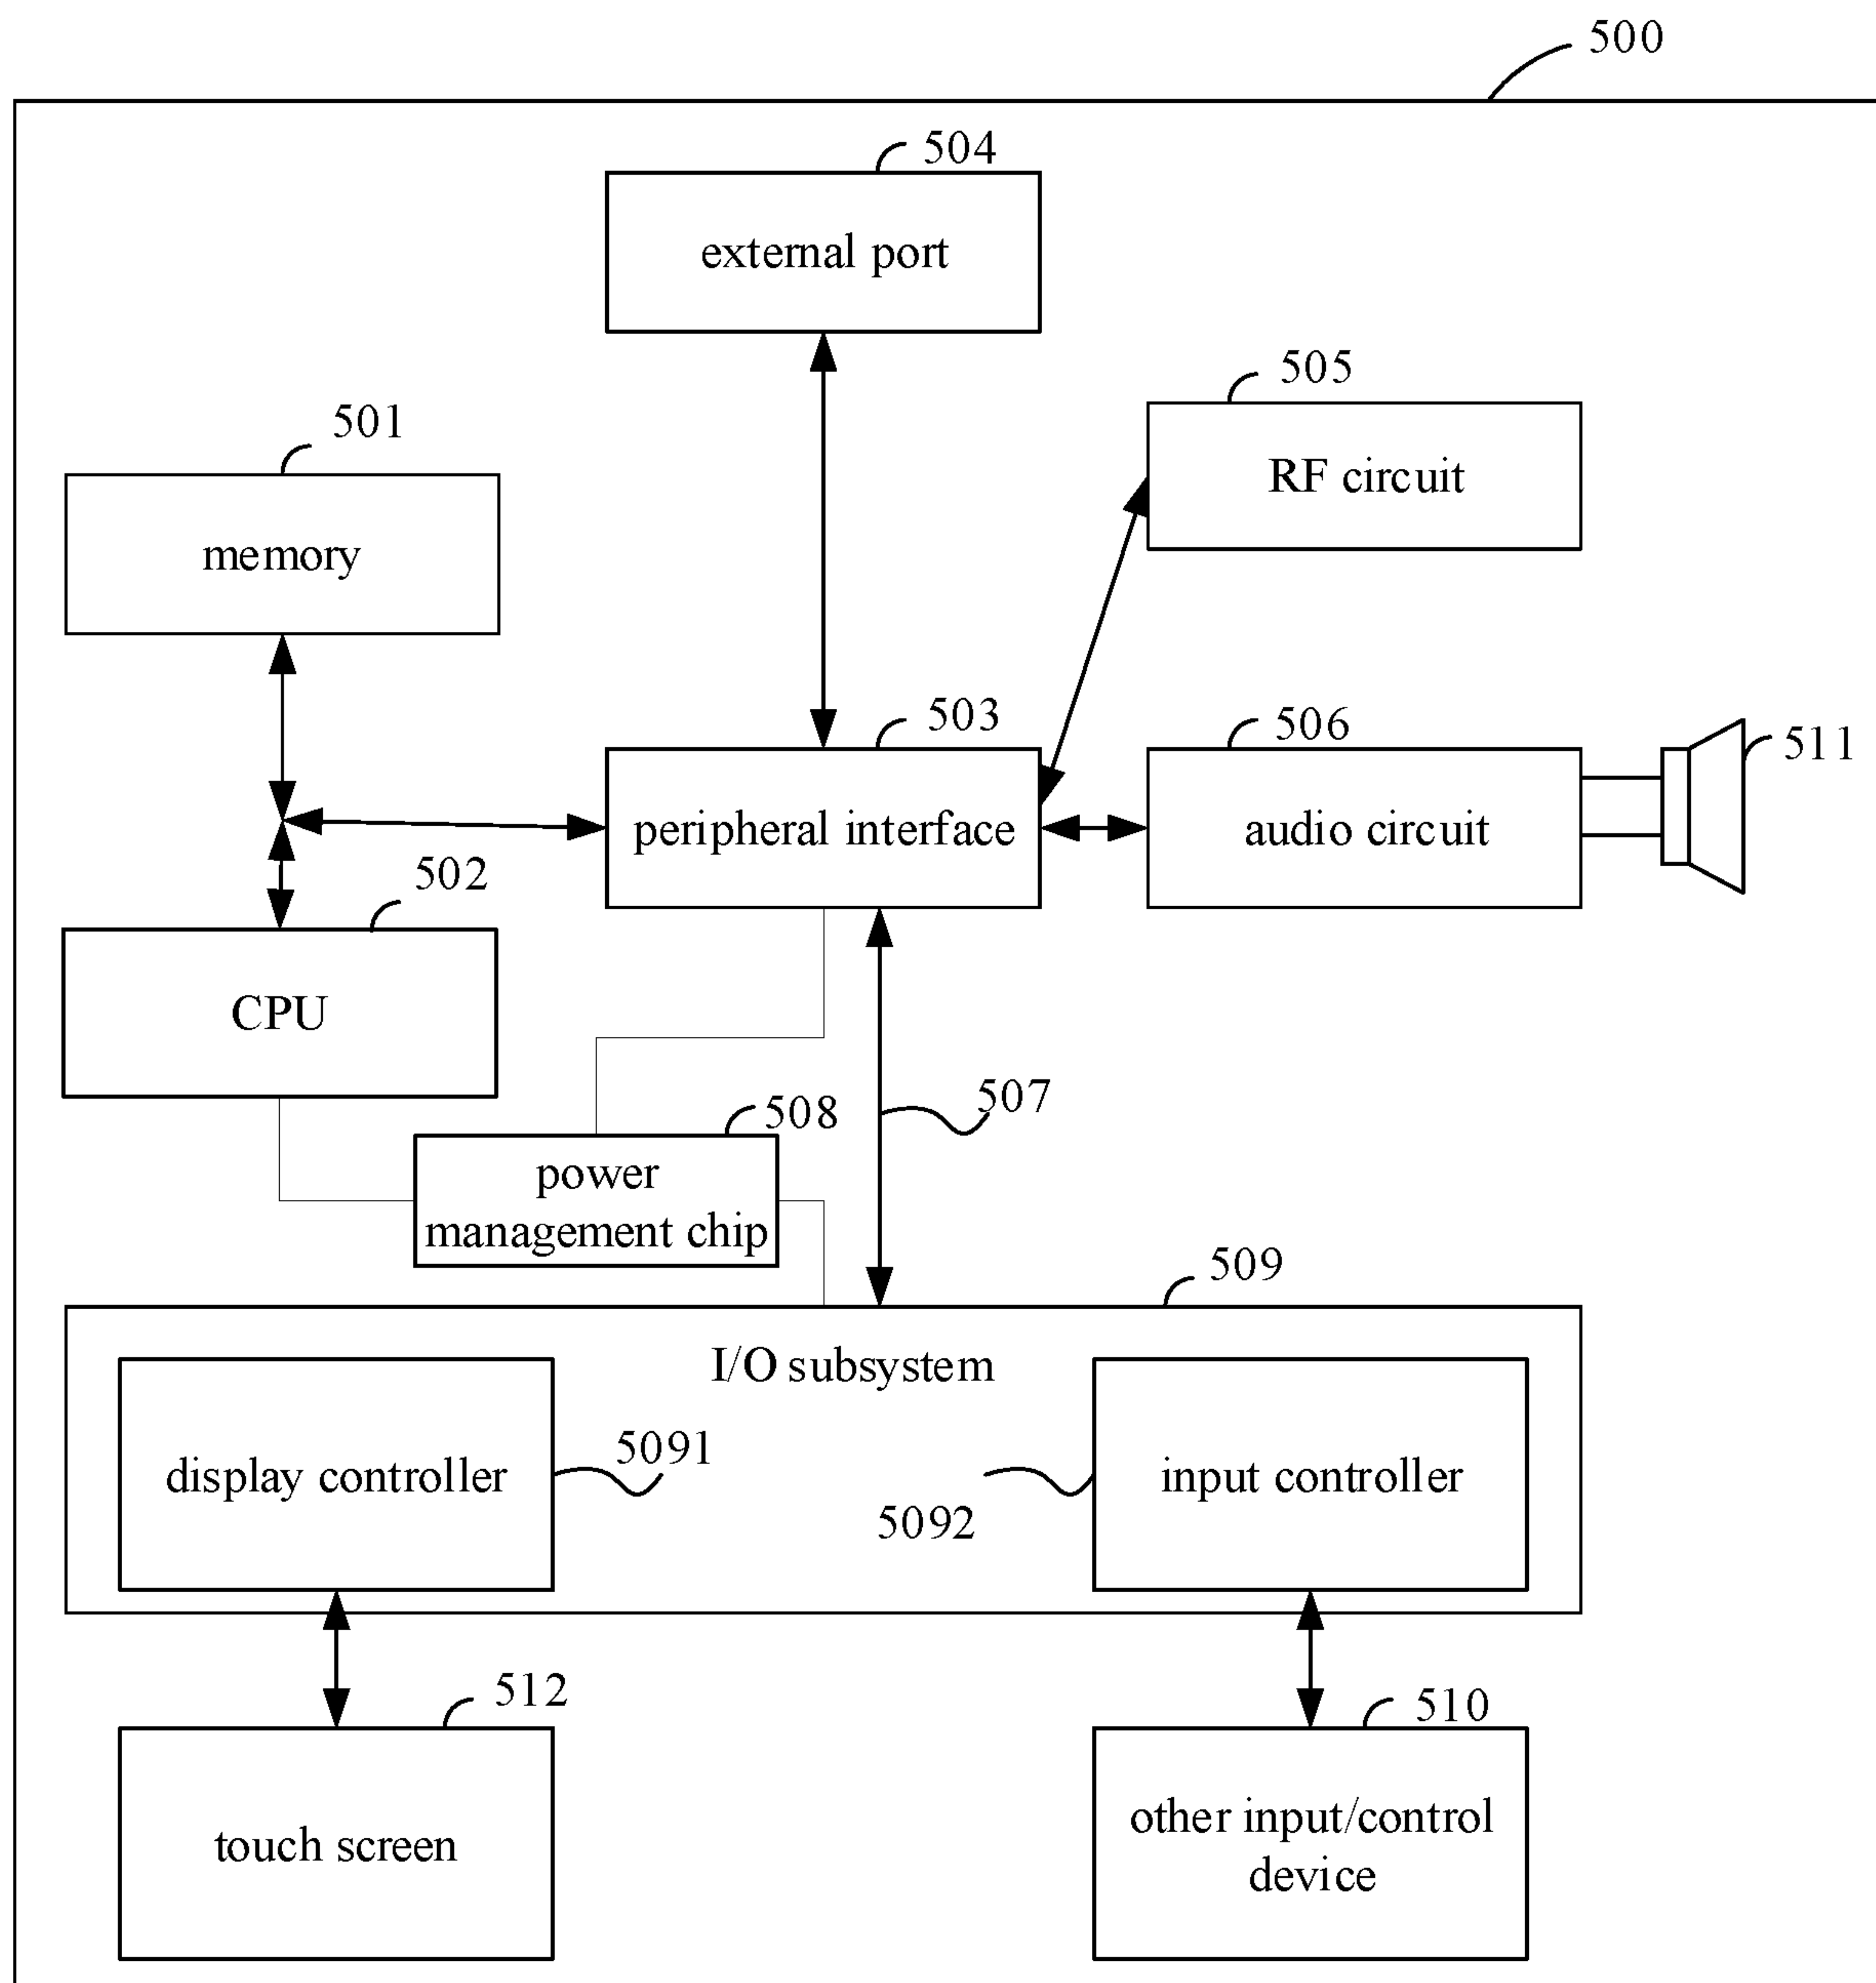 500
504
external port
505
RF circuit
501
memory
503
peripheral interface
506
audio circuit
511
502
CPU
507
508
power
management chip
509
I/O subsystem
5091
display controller
5092
input controller
512
touch screen
510
other input/control
device